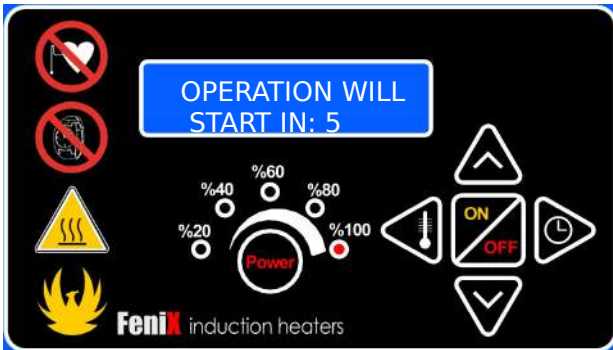 OPERATION WILL
START IN: 5
%60
%40
%80
%20
%100
Power
ON
OFF
FeniX induction heaters